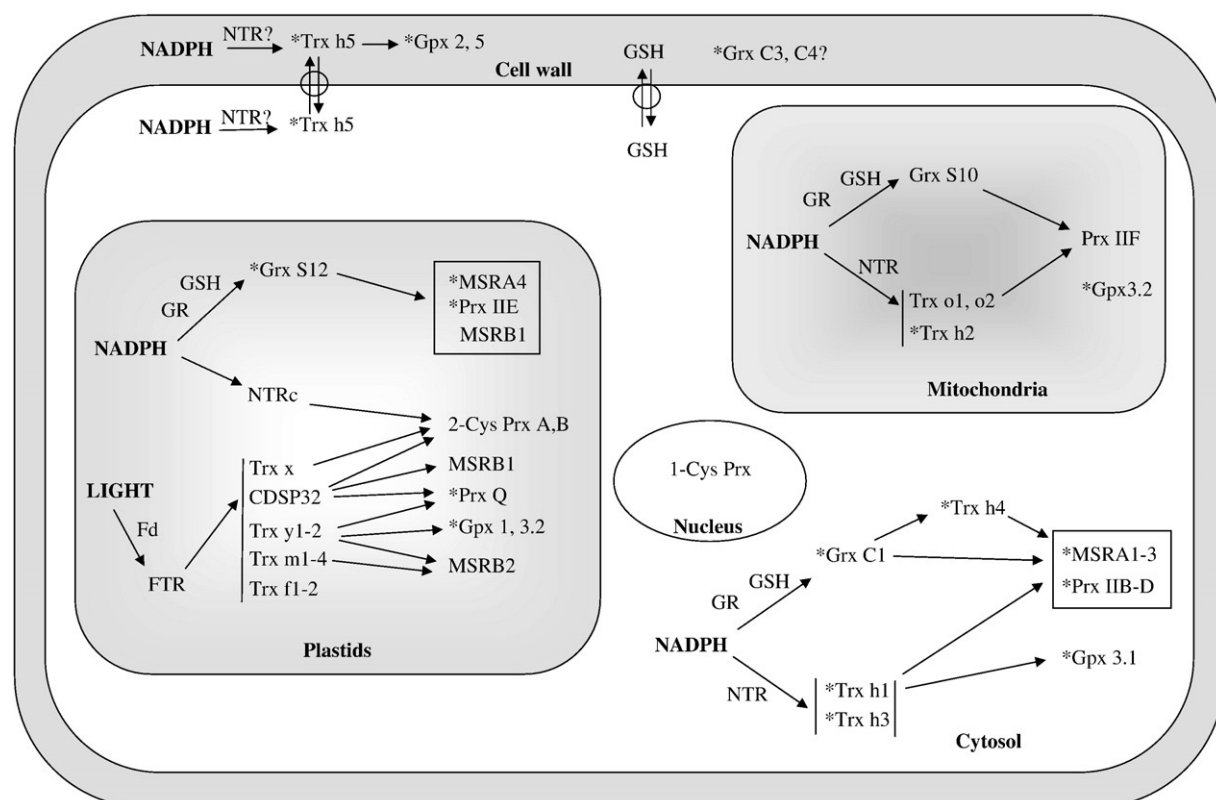 NADPH NTR? *Trx h5 *Gpx 2, 5
Cell wall
GSH
*Grx C3, C4?
NADPH NTR? *Trx h5
GSH
NADPH
GR
GSH
*Grx S12
*MSRA4
*Prx IIE
MSRB1
NTRc
2-Cys Prx A,B
LIGHT
Fd
FTR
Trx x
CDSP32
Trx y1-2
Trx m1-4
Trx f1-2
MSRB1
*Prx Q
*Gpx 1, 3.2
MSRB2
Plastids
NADPH
GR
GSH
Grx S10
NTR
Trx o1, o2
*Trx h2
Prx IIF
*Gpx3.2
Mitochondria
1-Cys Prx
Nucleus
NADPH
GR
GSH
*Grx C1
*Trx h4
*MSRA1-3
*Prx IIB-D
NTR
*Trx h1
*Trx h3
*Gpx 3.1
Cytosol